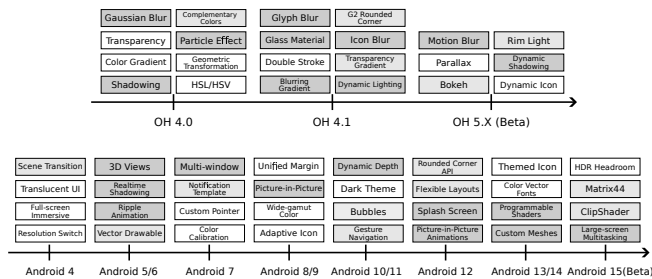 Gaussian Blur
Complementary
Colors
Glyph Blur
G2 Rounded
Corner
Transparency
Particle Effect
Glass Material
Icon Blur
Motion Blur
Rim Light
Color Gradient
Geometric
Transformation
Double Stroke
Transparency
Gradient
Parallax
Dynamic
Shadowing
Shadowing
HSL/HSV
Blurring
Gradient
Dynamic Lighting
Bokeh
Dynamic Icon
OH 4.0
OH 4.1
OH 5.X (Beta)
Scene Transition
3D Views
Multi-window
Unified Margin
Dynamic Depth
Rounded Corner
API
Themed Icon
HDR Headroom
Translucent UI
Realtime
Shadowing
Notification
Template
Picture-in-Picture
Dark Theme
Flexible Layouts
Color Vector
Fonts
Matrix44
Full-screen
Immersive
Ripple
Animation
Custom Pointer
Wide-gamut
Color
Bubbles
Splash Screen
Programmable
Shaders
ClipShader
Resolution Switch
Vector Drawable
Color
Calibration
Adaptive Icon
Gesture
Navigation
Picture-in-Picture
Animations
Custom Meshes
Large-screen
Multitasking
Android 4
Android 5/6
Android 7
Android 8/9
Android 10/11
Android 12
Android 13/14
Android 15(Beta)